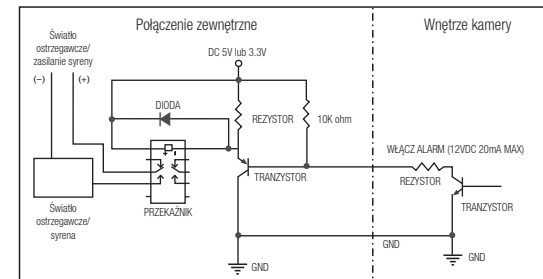 Połączenie zewnętrzne
Wnętrze kamery
Światło
ostrzegawcze/
zasilanie syreny
(−) (+)
DC 5V lub 3.3V
DIODA
REZYSTOR
10K ohm
WŁĄCZ ALARM (12VDC 20mA MAX)
TRANZYSTOR
REZYSTOR
TRANZYSTOR
PRZEKAŹNIK
Światło
ostrzegawcze/
syrena
GND
GND
GND